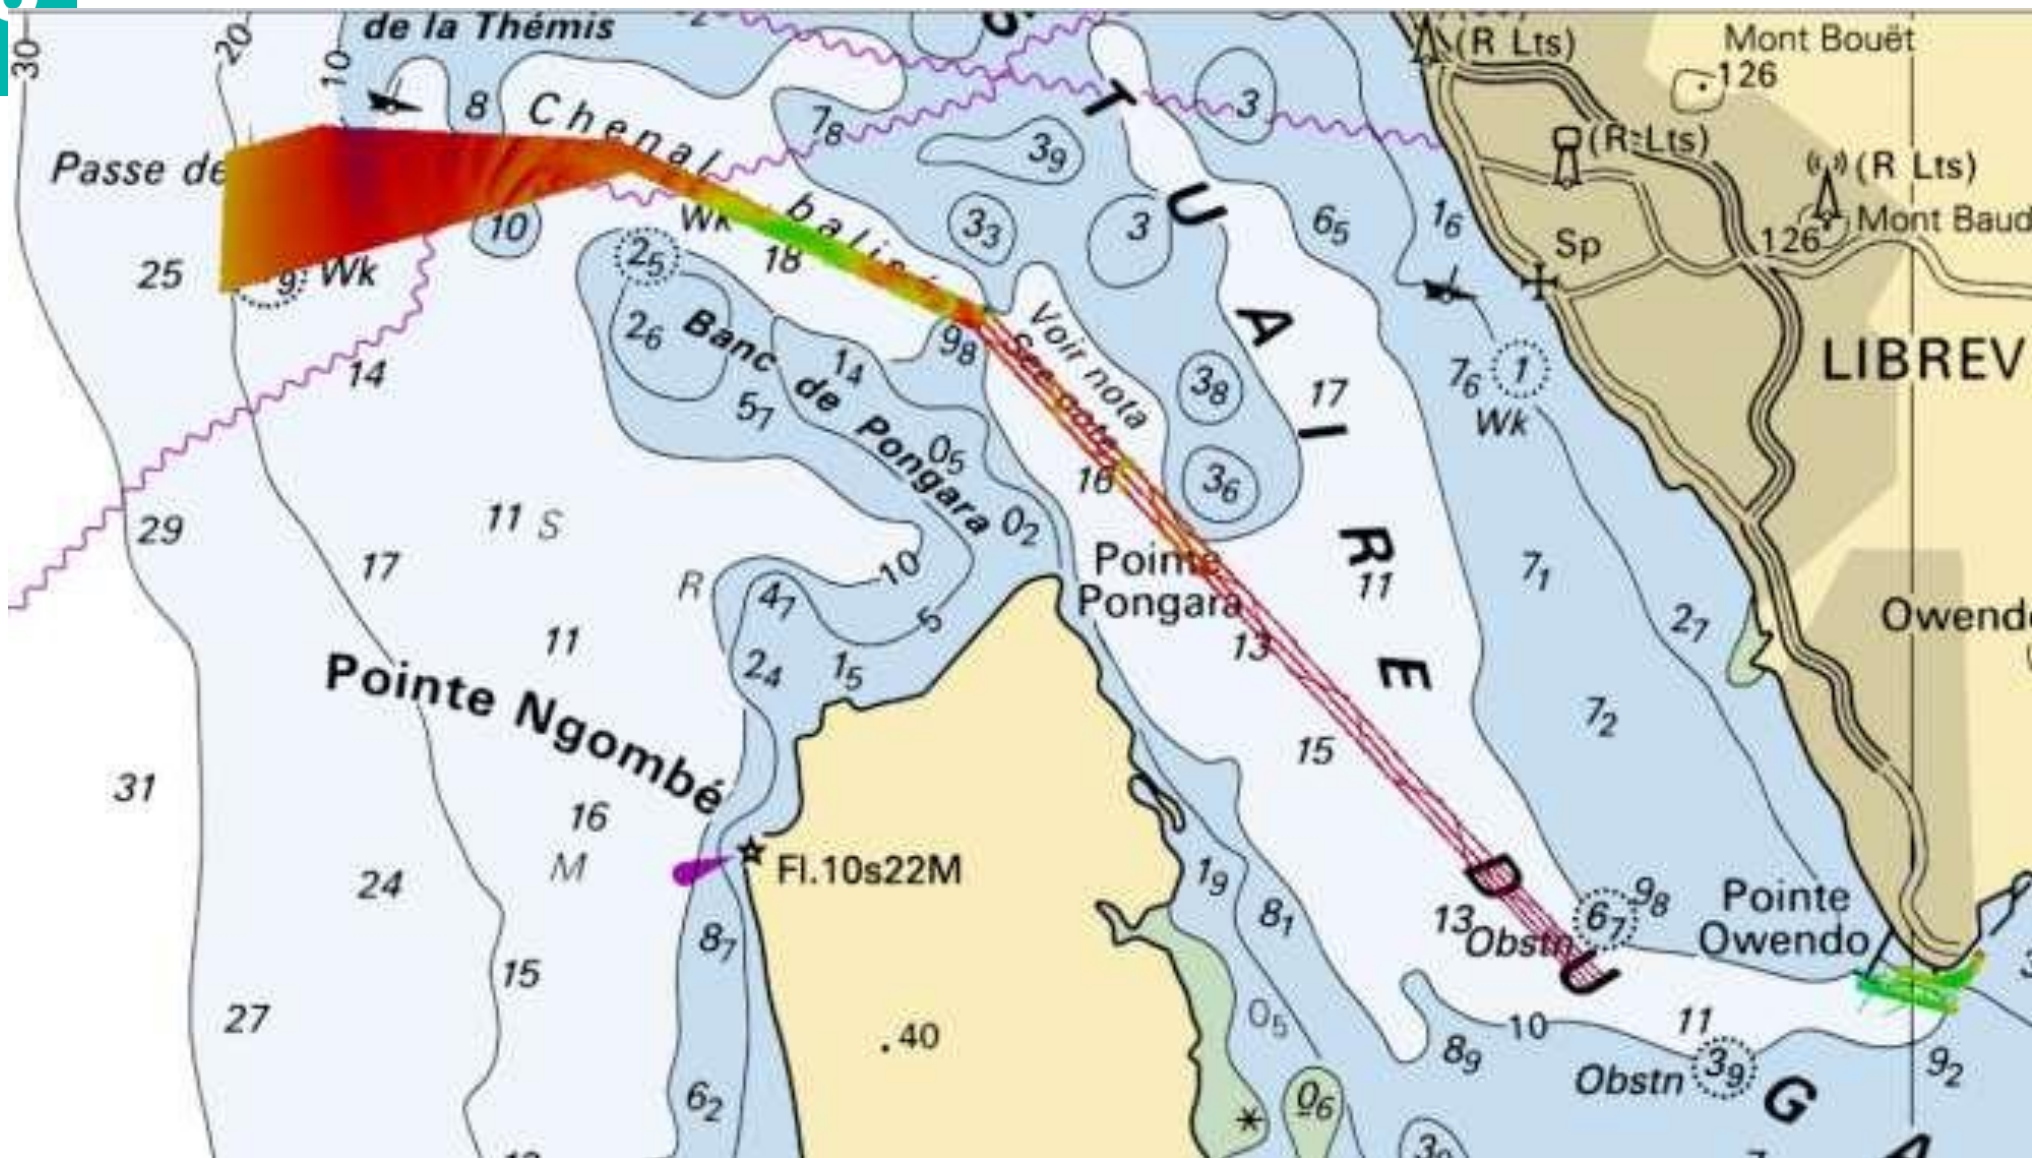 de la Thémis
30
20
10
8
Chenal
7₈
3₉
3
(R Lts)
Mont Bouët
126
(R Lts)
(R Lts)
Mont Baud
126
Sp
Passe de
25
9
Wk
10
Wk
balisé
18
3₃
3
6₅
1₆
2₅
2₆
Banc de Pongara
14
1₄
5₇
9₈
Voir nota
See note
3₈
17
7₆
1
Wk
LIBREV
0₅
0₂
16
3₆
TUAIRE
29
11
S
17
10
R
4₇
5
Pointe
Pongara
11
7₁
2₇
Owendo
11
13
2₄
1₅
Pointe Ngombé
7₂
15
31
16
M
24
Fl.10s22M
1₉
8₁
D
13
Obstn
6₇
9₈
Pointe
Owendo
8₇
U
15
27
.40
0₅
10
11
8₉
Obstn
3₉
9₂
G
6₂
0₆
3₉
A